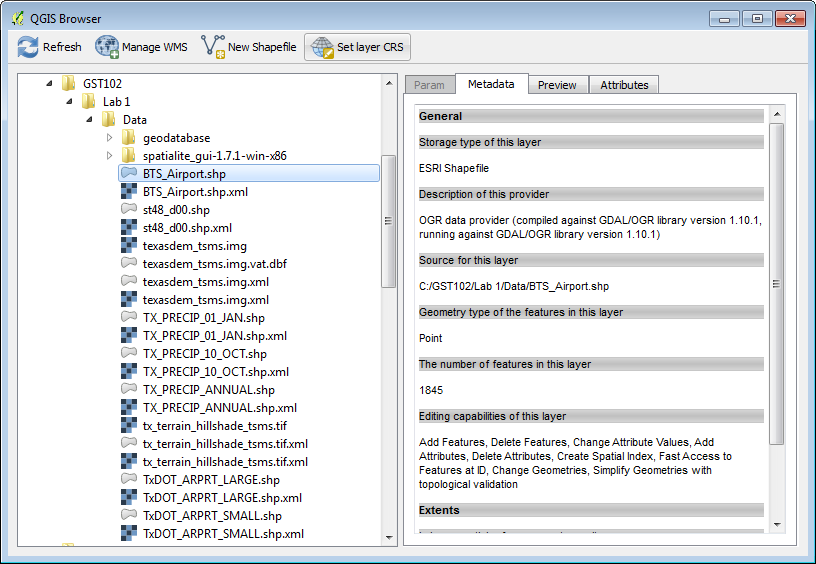 QGIS Browser
Refresh
Manage WMS
New Shapefile
Set layer CRS
GST102
Lab 1
Data
geodatabase
spatialite_gui-1.7.1-win-x86
BTS_Airport.shp
BTS_Airport.shp.xml
st48_d00.shp
st48_d00.shp.xml
texasdem_tsms.img
texasdem_tsms.img.vat.dbf
texasdem_tsms.img.xml
texasdem_tsms.img.xml
TX_PRECIP_01_JAN.shp
TX_PRECIP_01_JAN.shp.xml
TX_PRECIP_10_OCT.shp
TX_PRECIP_10_OCT.shp.xml
TX_PRECIP_ANNUAL.shp
TX_PRECIP_ANNUAL.shp.xml
tx_terrain_hillshade_tsms.tif
tx_terrain_hillshade_tsms.tif.xml
tx_terrain_hillshade_tsms.tif.xml
TxDOT_ARPRT_LARGE.shp
TxDOT_ARPRT_LARGE.shp.xml
TxDOT_ARPRT_SMALL.shp
TxDOT_ARPRT_SMALL.shp.xml
Param
Metadata
Preview
Attributes
General
Storage type of this layer
ESRI Shapefile
Description of this provider
OGR data provider (compiled against GDAL/OGR library version 1.10.1,
running against GDAL/OGR library version 1.10.1)
Source for this layer
C:/GST102/Lab 1/Data/BTS_Airport.shp
Geometry type of the features in this layer
Point
The number of features in this layer
1845
Editing capabilities of this layer
Add Features, Delete Features, Change Attribute Values, Add
Attributes, Delete Attributes, Create Spatial Index, Fast Access to
Features at ID, Change Geometries, Simplify Geometries with
topological validation
Extents